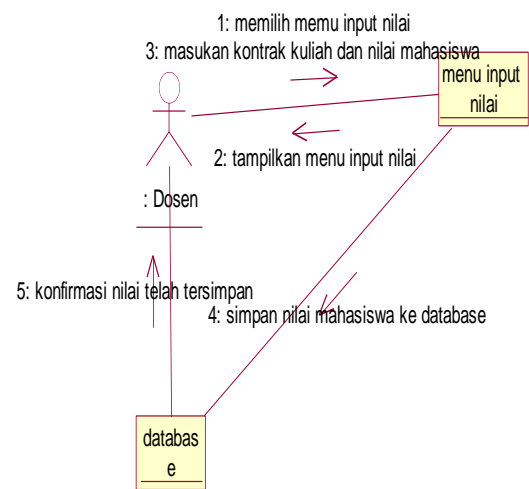 1: memilih memu input nilai
3: masukan kontrak kuliah dan nilai mahasiswa
menu input
nilai
2: tampilkan menu input nilai
: Dosen
5: konfirmasi nilai telah tersimpan
4: simpan nilai mahasiswa ke database
databas
e